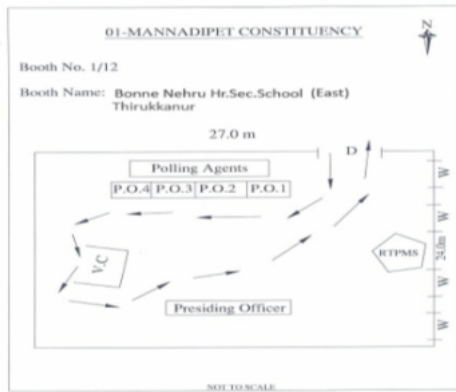 01-MANNADIPET CONSTITUENCY
N
Booth No. 1/12
Booth Name: Bonne Nehru Hr.Sec.School (East)
Thirukkanur
27.0 m
D
Polling Agents
P.O.4 P.O.3 P.O.2 P.O.1
W
W
24.0m
V.C
RTPMS
W
W
Presiding Officer
NOT TO SCALE